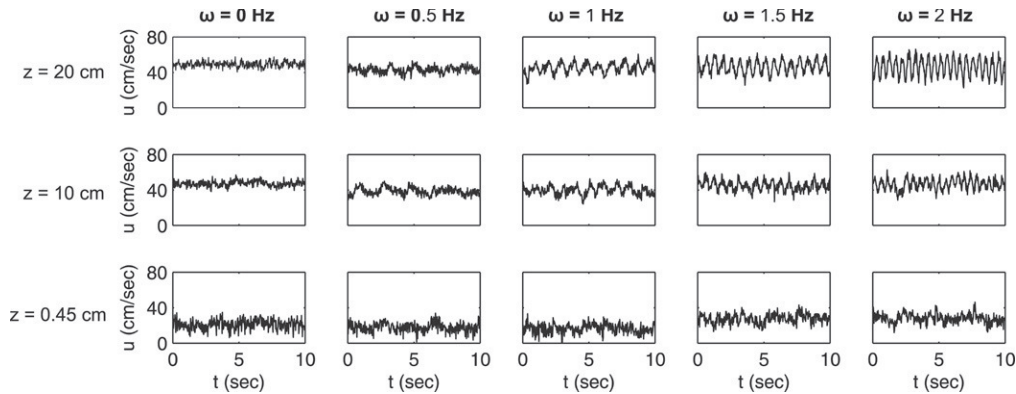 ω = 0 Hz ω = 0.5 Hz ω = 1 Hz ω = 1.5 Hz ω = 2 Hz
z = 20 cm
u (cm/sec)
80
40
0
z = 10 cm
u (cm/sec)
80
40
0
z = 0.45 cm
u (cm/sec)
80
40
0
0 5 10 0 5 10 0 5 10 0 5 10 0 5 10
t (sec) t (sec) t (sec) t (sec) t (sec)